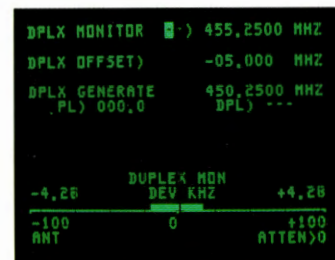 DPLX MONITOR -) 455.2500 MHZ
DPLX OFFSET) -05.000 MHZ
DPLX GENERATE 450.2500 MHZ
PL) 000.0 DPL) ---
DUPLEX MON
-4.28 DEV KHZ +4.28
-100 0 +100
ANT ATTEN>0